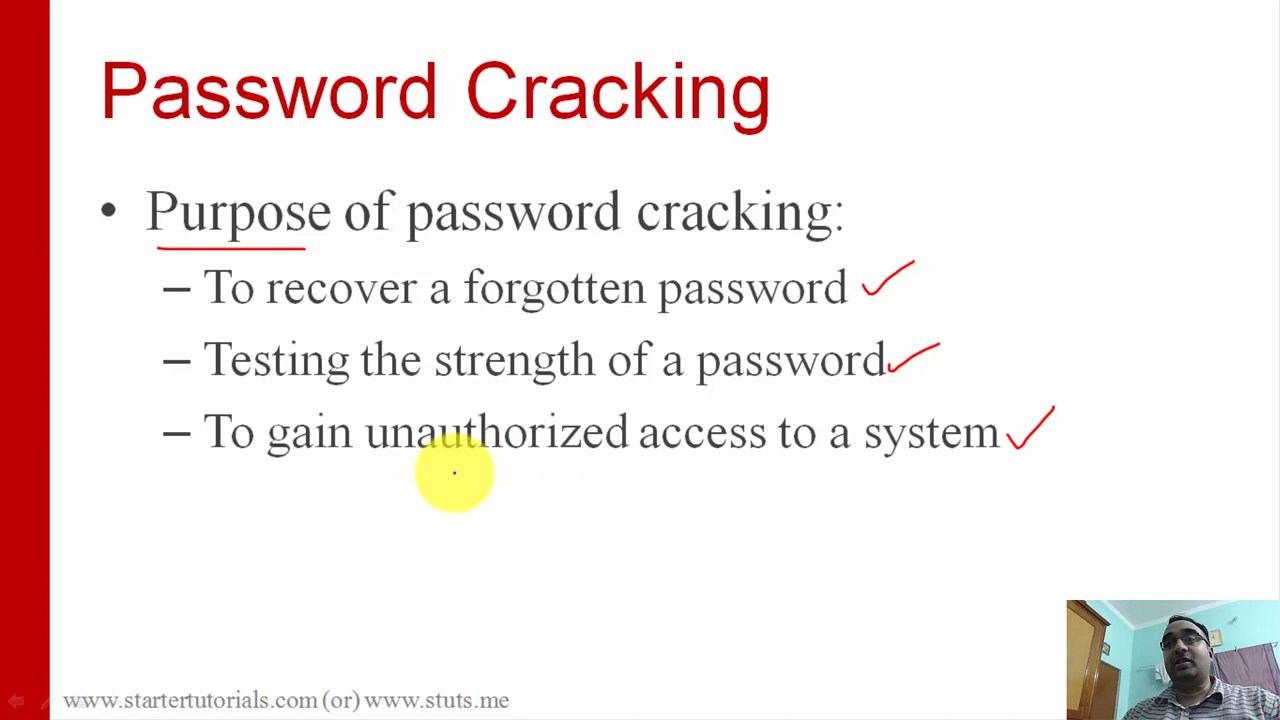 Password Cracking
• Purpose of password cracking:
– To recover a forgotten password
– Testing the strength of a password
– To gain unauthorized access to a system
www.startertutorials.com (or) www.stuts.me